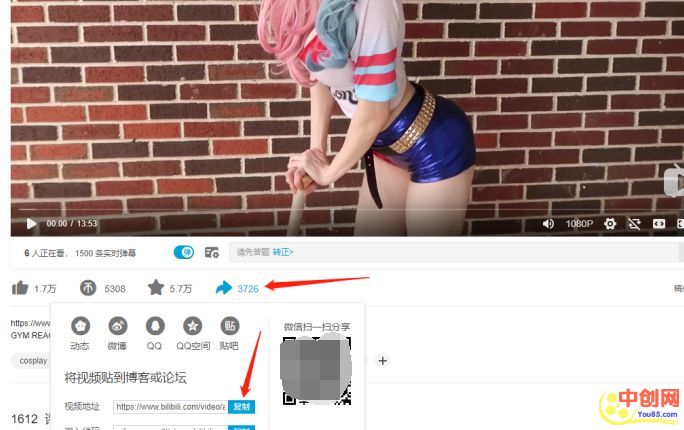 00:00 / 13:53
1080P
6 人正在看， 1500 条实时弹幕
弹
请先答题 转正>
1.7万
5308
5.7万
3726
稿
https://ww
GYM REAC
cosplay
动态
微博
QQ
QQ空间
贴
贴吧
微信扫一扫分享
将视频贴到博客或论坛
视频地址
https://www.bilibili.com/video/a
复制
1612
中创网
You85.com